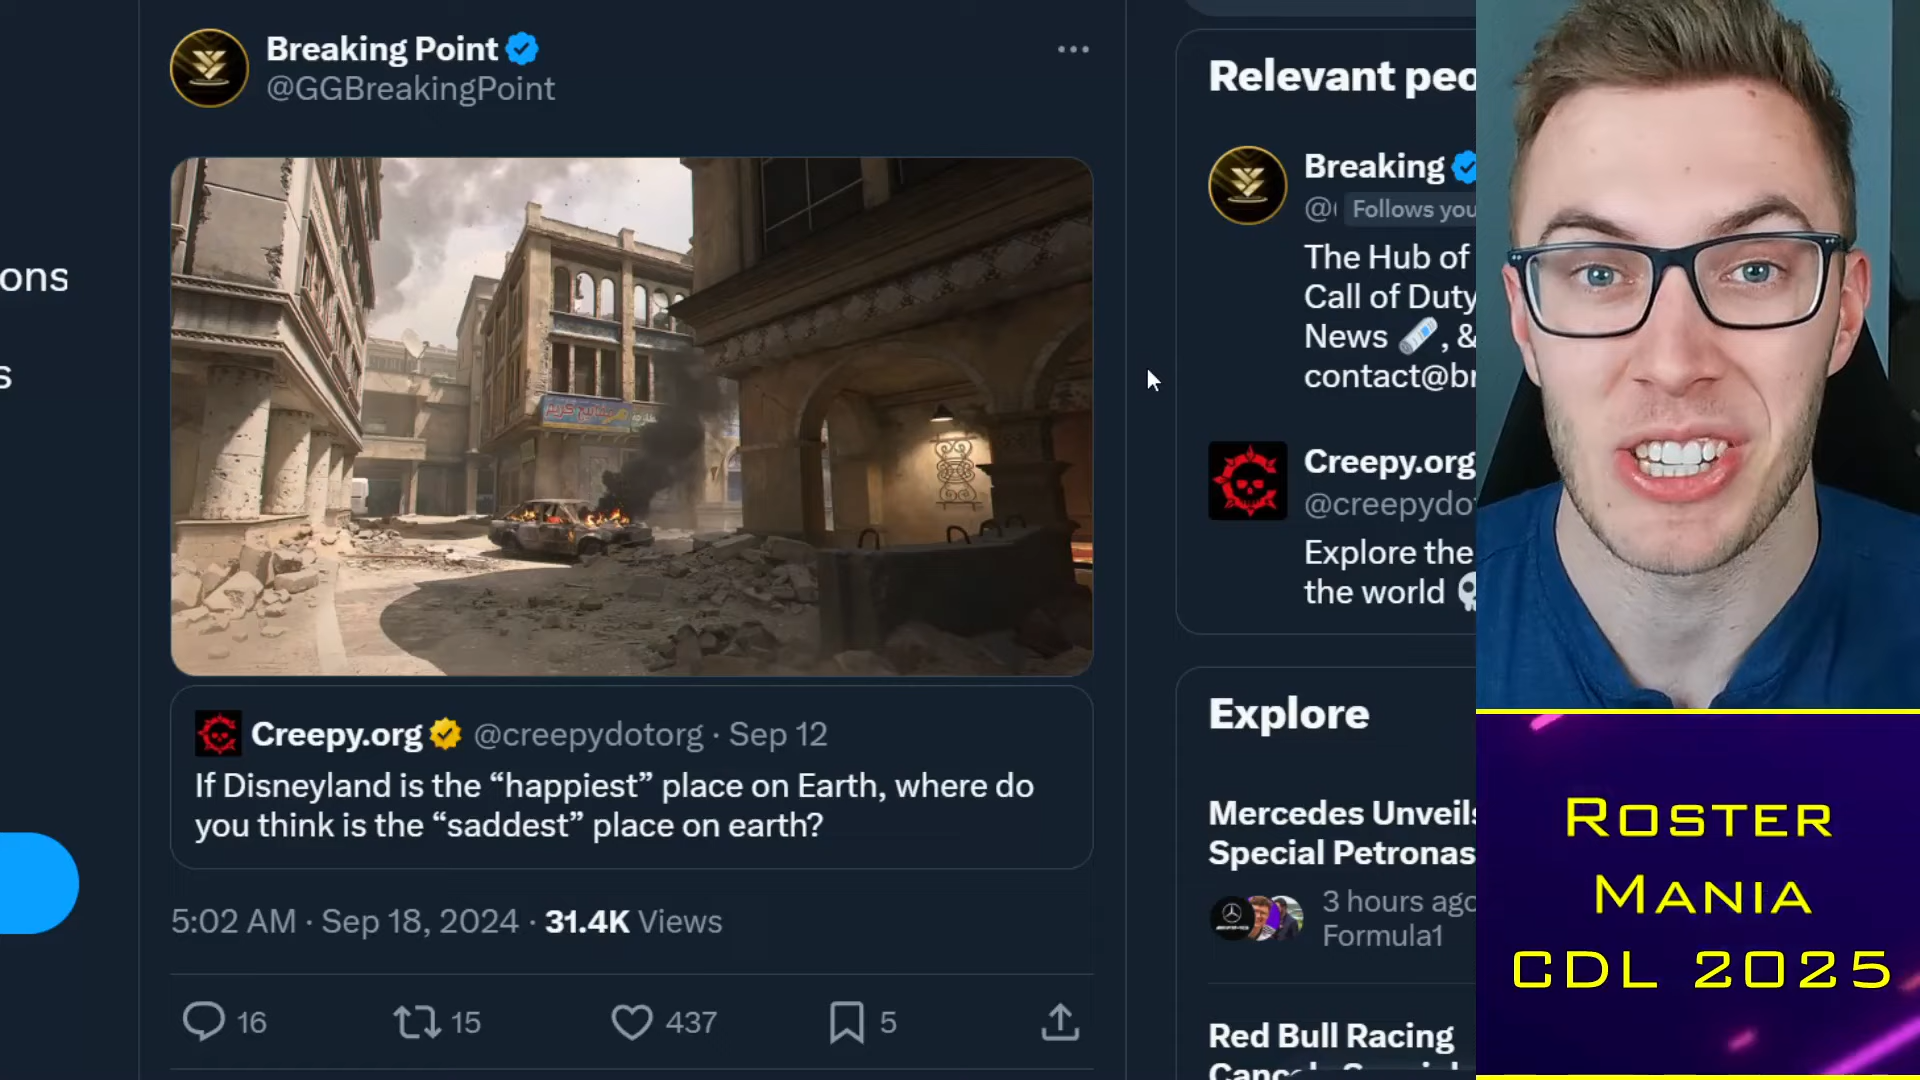 Breaking Point
@GGBreakingPoint
ons
s
Creepy.org @creepydotorg · Sep 12
If Disneyland is the “happiest” place on Earth, where do
you think is the “saddest” place on earth?
5:02 AM · Sep 18, 2024 · 31.4K Views
16
15
437
5
Relevant peo
Breaking
@
Follows you
The Hub of
Call of Duty
News 🗞️, &
contact@br
Creepy.org
@creepydo
Explore the
the world 💀
Explore
Mercedes Unveils
Special Petronas
3 hours ago
Formula1
Red Bull Racing
ROSTER
MANIA
CDL 2025